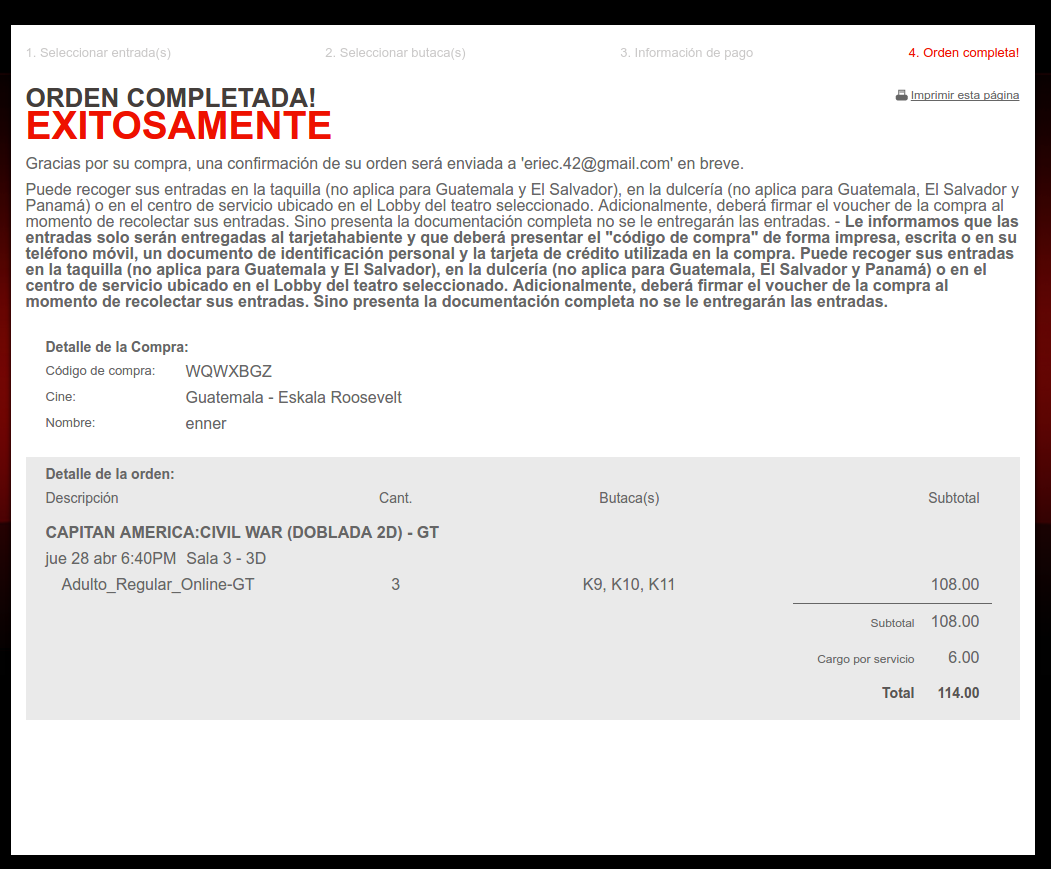 1. Seleccionar entrada(s) 2. Seleccionar butaca(s) 3. Información de pago 4. Orden completa!
ORDEN COMPLETADA!
Imprimir esta página
EXITOSAMENTE
Gracias por su compra, una confirmación de su orden será enviada a 'eriec.42@gmail.com' en breve.
Puede recoger sus entradas en la taquilla (no aplica para Guatemala y El Salvador), en la dulcería (no aplica para Guatemala, El Salvador y
Panamá) o en el centro de servicio ubicado en el Lobby del teatro seleccionado. Adicionalmente, deberá firmar el voucher de la compra al
momento de recolectar sus entradas. Sino presenta la documentación completa no se le entregarán las entradas. - Le informamos que las
entradas solo serán entregadas al tarjetahabiente y que deberá presentar el "código de compra" de forma impresa, escrita o en su
teléfono móvil, un documento de identificación personal y la tarjeta de crédito utilizada en la compra. Puede recoger sus entradas
en la taquilla (no aplica para Guatemala y El Salvador), en la dulcería (no aplica para Guatemala, El Salvador y Panamá) o en el
centro de servicio ubicado en el Lobby del teatro seleccionado. Adicionalmente, deberá firmar el voucher de la compra al
momento de recolectar sus entradas. Sino presenta la documentación completa no se le entregarán las entradas.
Detalle de la Compra:
Código de compra: WQWXBGZ
Cine: Guatemala - Eskala Roosevelt
Nombre: enner
Detalle de la orden:
Descripción Cant. Butaca(s) Subtotal
CAPITAN AMERICA:CIVIL WAR (DOBLADA 2D) - GT
jue 28 abr 6:40PM Sala 3 - 3D
Adulto_Regular_Online-GT 3 K9, K10, K11 108.00
Subtotal 108.00
Cargo por servicio 6.00
Total 114.00